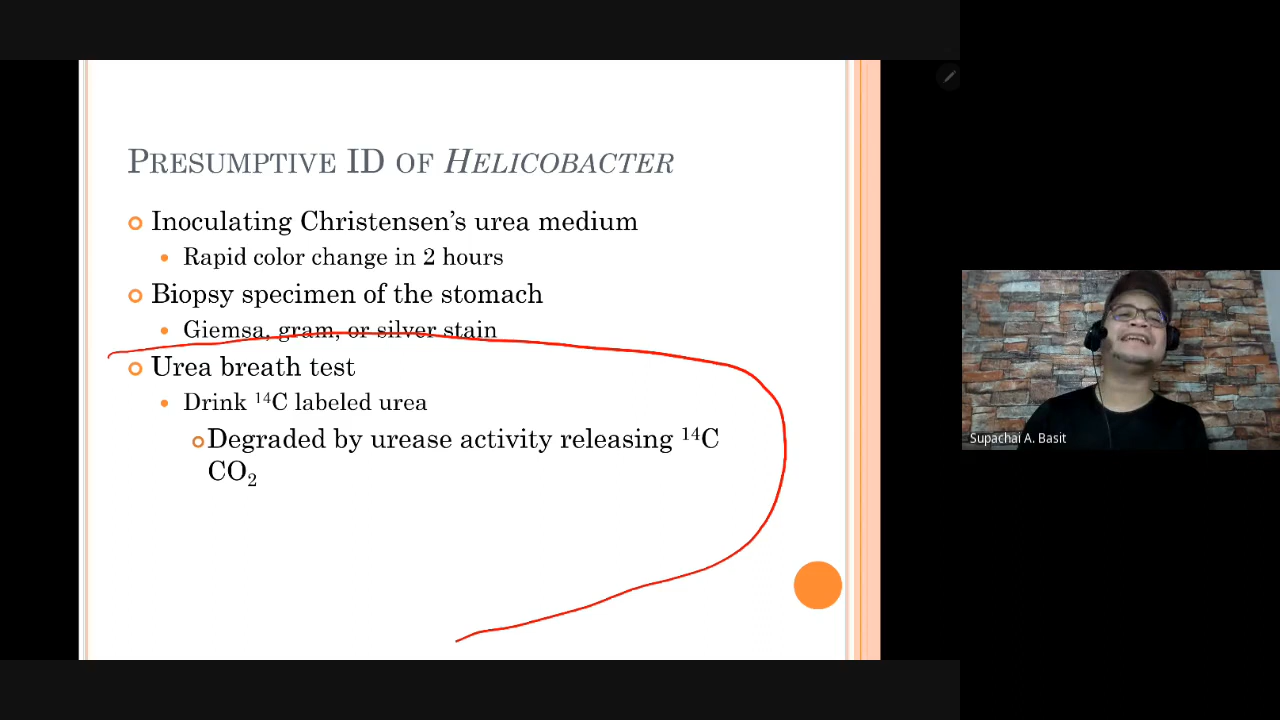 PRESUMPTIVE ID OF HELICOBACTER
Inoculating Christensen’s urea medium
Rapid color change in 2 hours
Biopsy specimen of the stomach
Giemsa, gram, or silver stain
Urea breath test
Drink ¹⁴C labeled urea
Degraded by urease activity releasing ¹⁴C
CO₂
Supachai A. Basit